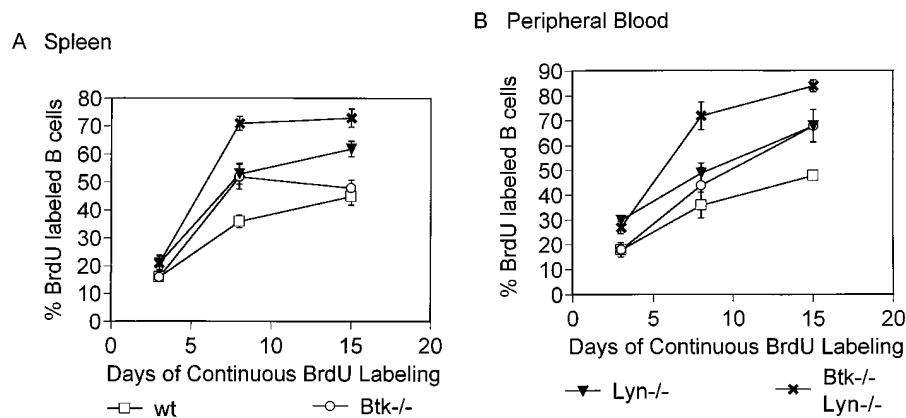 A Spleen
80
70
60
50
40
30
20
10
0
% BrdU labeled B cells
0 5 10 15 20
Days of Continuous BrdU Labeling
wt
Btk-/-
B Peripheral Blood
90
80
70
60
50
40
30
20
10
0
% BrdU labeled B cells
0 5 10 15 20
Days of Continuous BrdU Labeling
Lyn-/-
Btk-/-
Lyn-/-